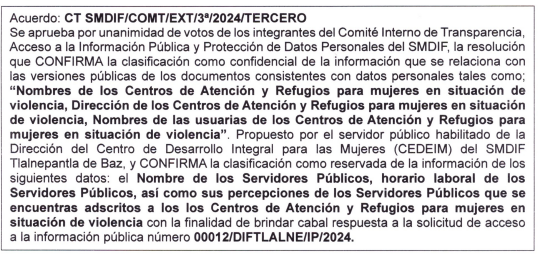 Acuerdo: CT SMDIF/COMT/EXT/3ª/2024/TERCERO
Se aprueba por unanimidad de votos de los integrantes del Comité Interno de Transparencia,
Acceso a la Información Pública y Protección de Datos Personales del SMDIF, la resolución
que CONFIRMA la clasificación como confidencial de la información que se relaciona con
las versiones públicas de los documentos consistentes con datos personales tales como;
“Nombres de los Centros de Atención y Refugios para mujeres en situación de
violencia, Dirección de los Centros de Atención y Refugios para mujeres en situación
de violencia, Nombres de las usuarias de los Centros de Atención y Refugios para
mujeres en situación de violencia”. Propuesto por el servidor público habilitado de la
Dirección del Centro de Desarrollo Integral para las Mujeres (CEDEIM) del SMDIF
Tlalnepantla de Baz, y CONFIRMA la clasificación como reservada de la información de los
siguientes datos: el Nombre de los Servidores Públicos, horario laboral de los
Servidores Públicos, así como sus percepciones de los Servidores Públicos que se
encuentras adscritos a los los Centros de Atención y Refugios para mujeres en
situación de violencia con la finalidad de brindar cabal respuesta a la solicitud de acceso
a la información pública número 00012/DIFTLALNE/IP/2024.